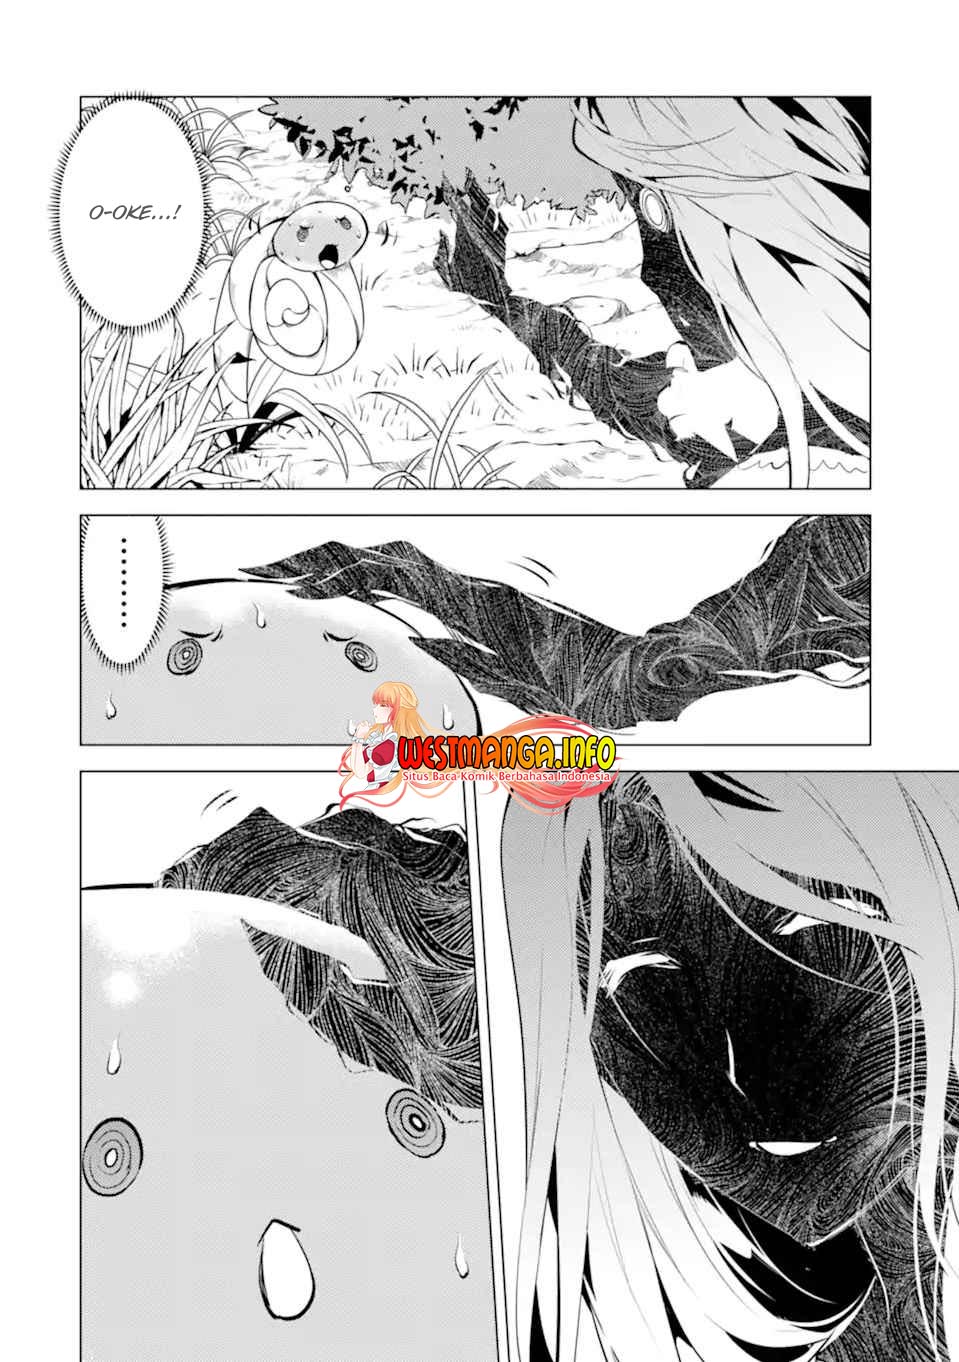 O-OKE...!
.........
WESTMANGA.INFO
SITUS BACA KOMIK BERBAHASA INDONESIA